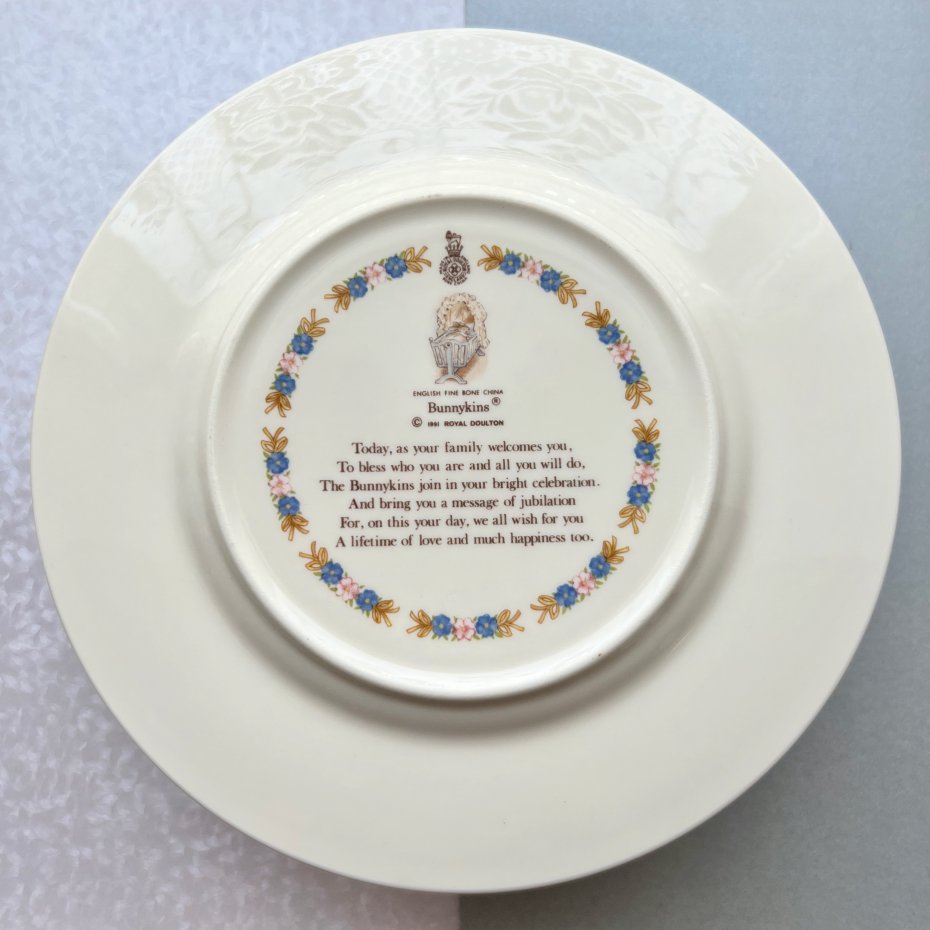 ENGLISH FINE BONE CHINA
Bunnykins®
© 1991 ROYAL DOULTON
Today, as your family welcomes you,
To bless who you are and all you will do,
The Bunnykins join in your bright celebration.
And bring you a message of jubilation
For, on this your day, we all wish for you
A lifetime of love and much happiness too.